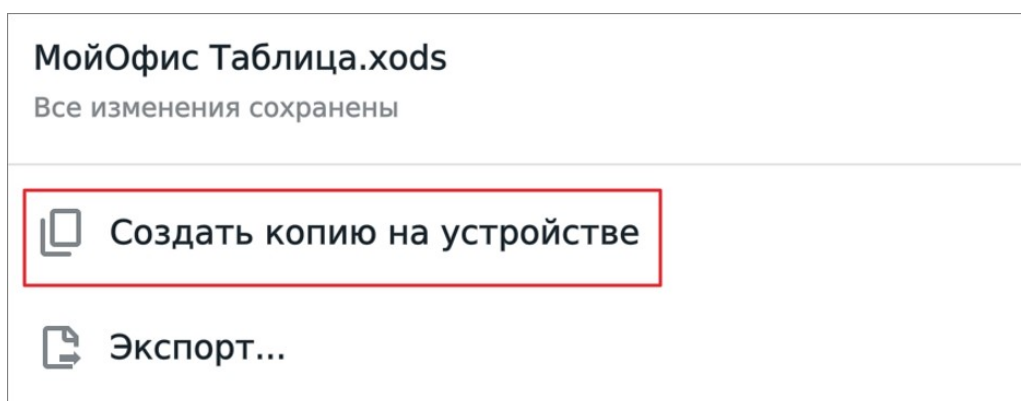 МойОфис Таблица.xods
Все изменения сохранены
Создать копию на устройстве
Экспорт...